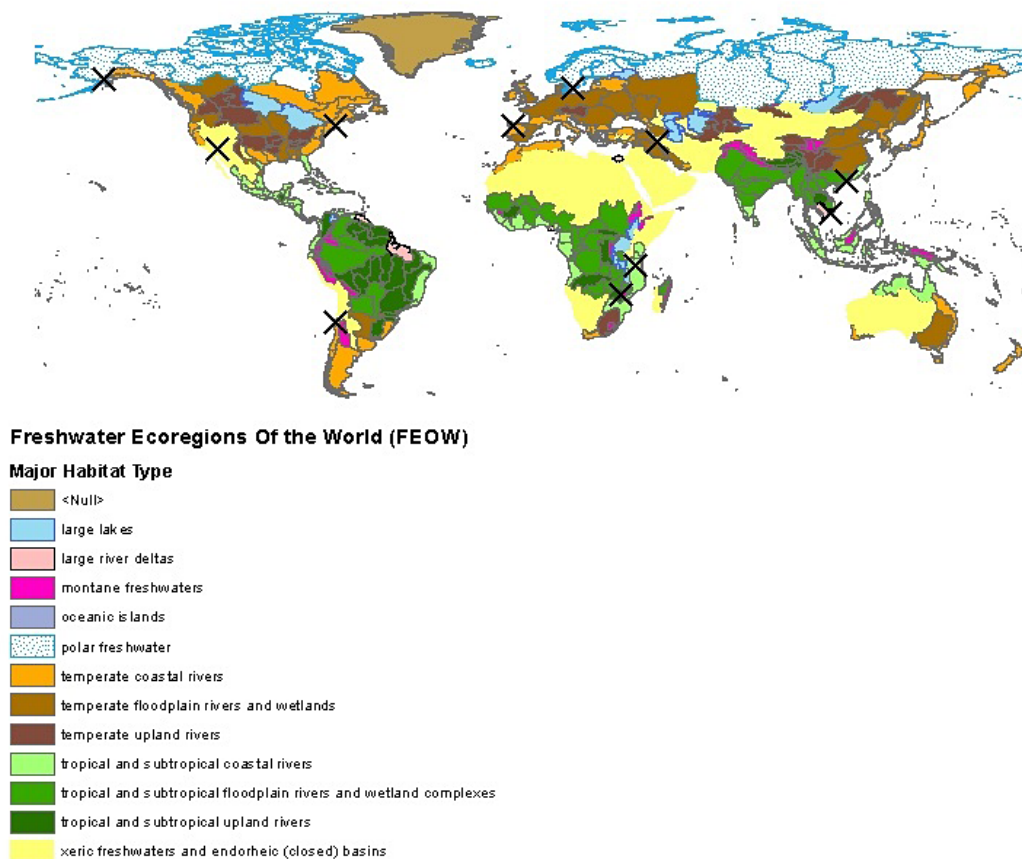 Freshwater Ecoregions Of the World (FEOW)
Major Habitat Type
<Null>
large lakes
large river deltas
montane freshwaters
oceanic islands
polar freshwater
temperate coastal rivers
temperate floodplain rivers and wetlands
temperate upland rivers
tropical and subtropical coastal rivers
tropical and subtropical floodplain rivers and wetland complexes
tropical and subtropical upland rivers
xeric freshwaters and endorheic (closed) basins